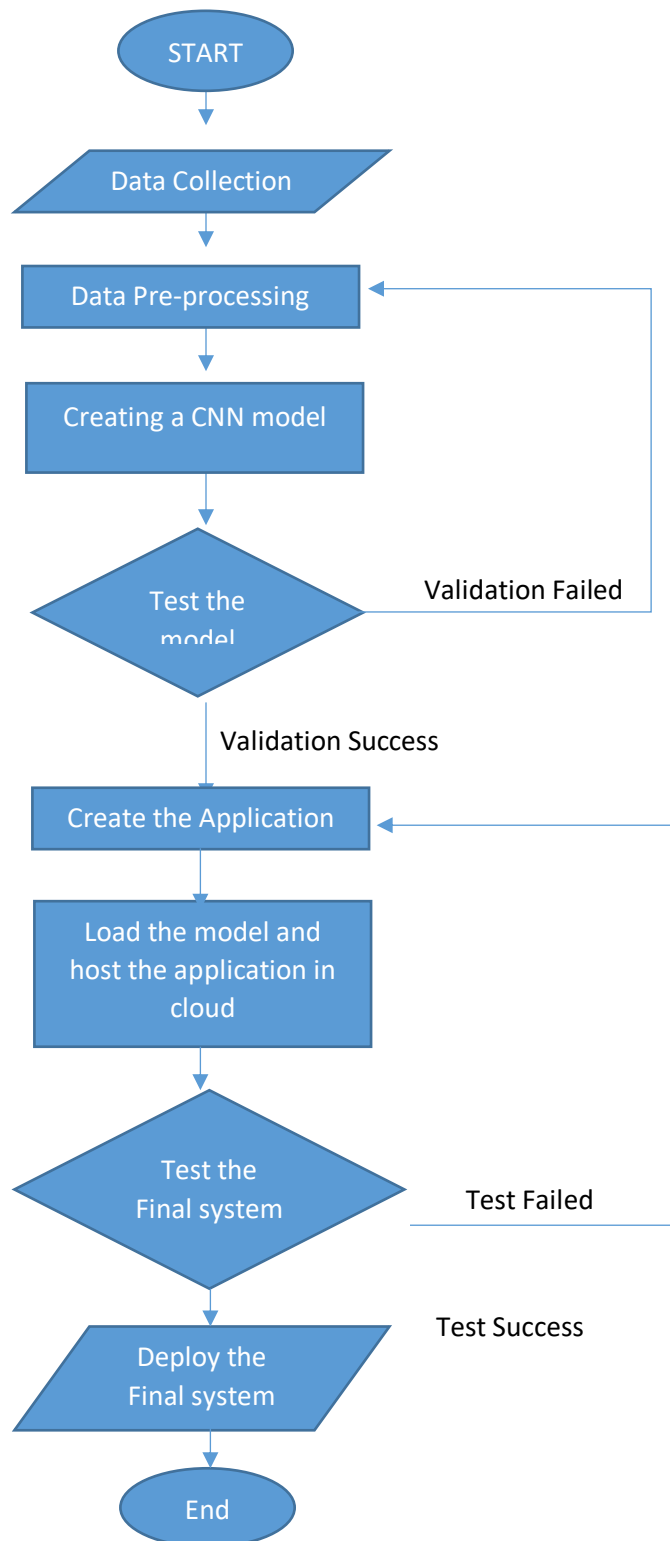 START
Data Collection
Data Pre-processing
Creating a CNN model
Test the
model
Validation Failed
Validation Success
Create the Application
Load the model and
host the application in
cloud
Test the
Final system
Test Failed
Test Success
Deploy the
Final system
End